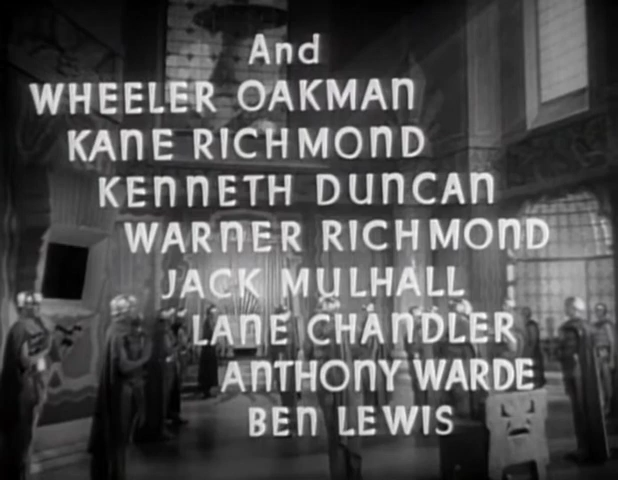 And
WHEELER OAKMAN
KANE RICHMOND
KENNETH DUNCAN
WARNER RICHMOND
JACK MULHALL
LANE CHANDLER
ANTHONY WARDE
BEN LEWIS